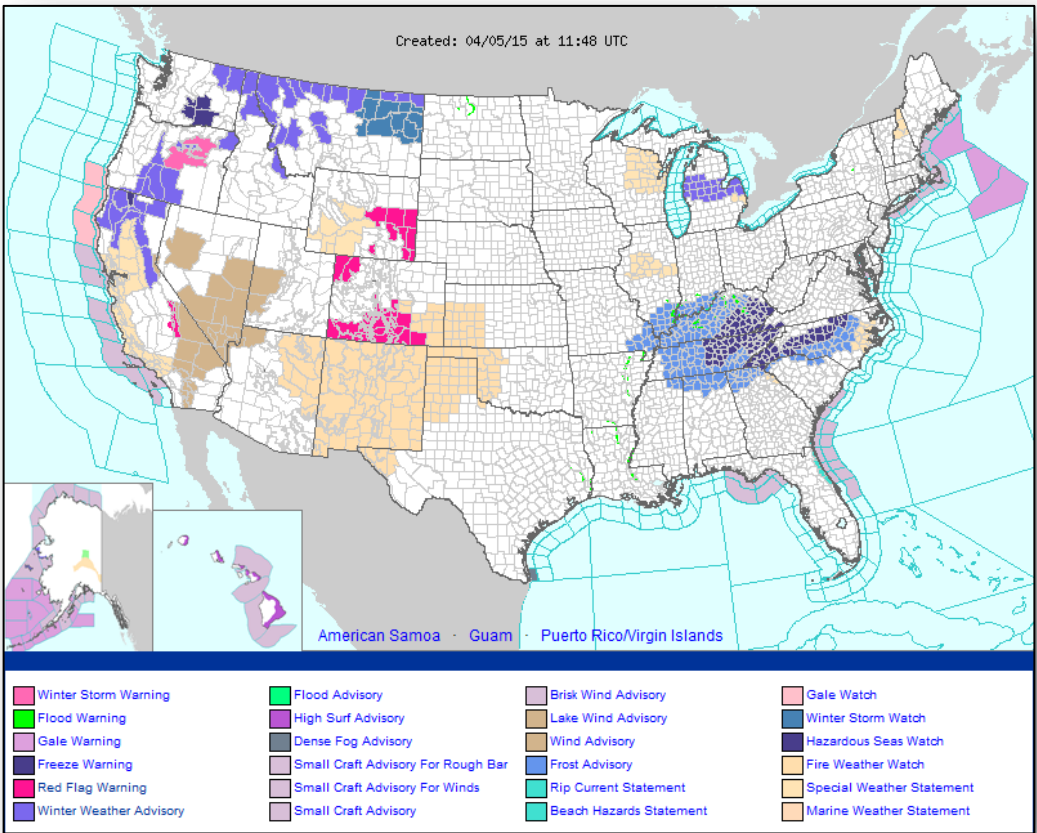 Created: 04/05/15 at 11:48 UTC
American Samoa · Guam · Puerto Rico/Virgin Islands
Winter Storm Warning
Flood Warning
Gale Warning
Freeze Warning
Red Flag Warning
Winter Weather Advisory
Flood Advisory
High Surf Advisory
Dense Fog Advisory
Small Craft Advisory For Rough Bar
Small Craft Advisory For Winds
Small Craft Advisory
Brisk Wind Advisory
Lake Wind Advisory
Wind Advisory
Frost Advisory
Rip Current Statement
Beach Hazards Statement
Gale Watch
Winter Storm Watch
Hazardous Seas Watch
Fire Weather Watch
Special Weather Statement
Marine Weather Statement